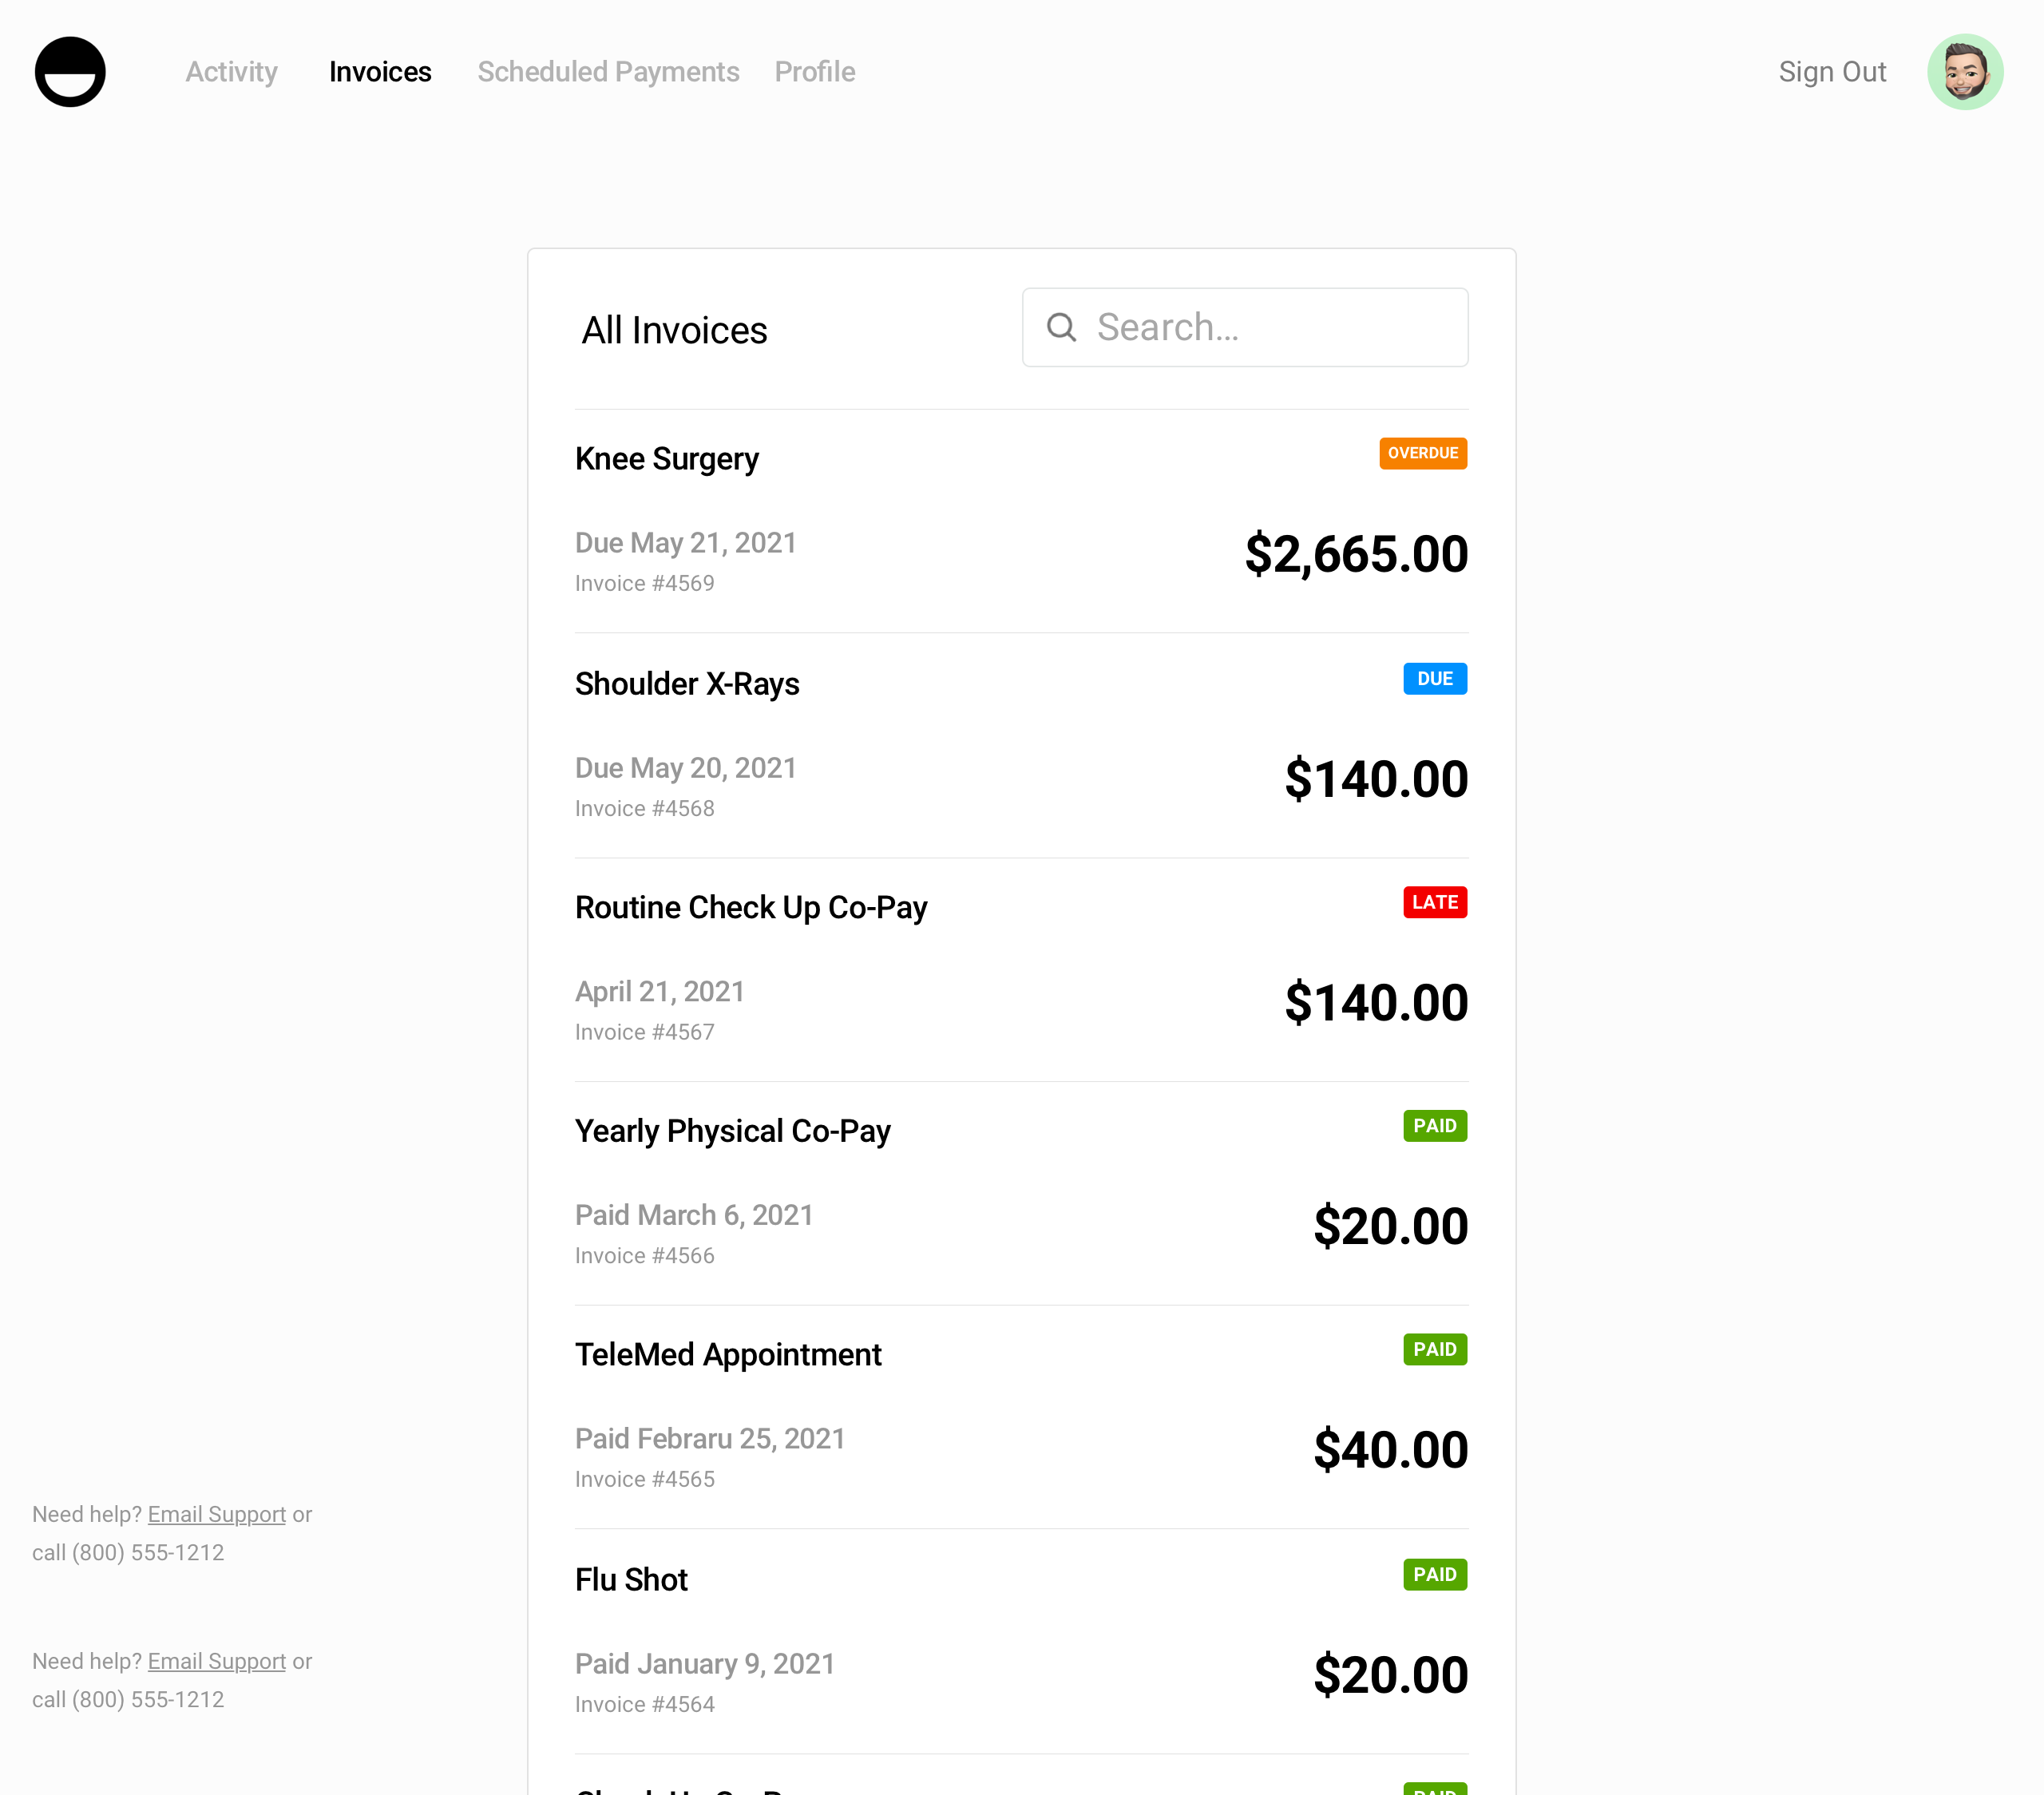 Activity Invoices Scheduled Payments Profile Sign Out
All Invoices Search...
Knee Surgery OVERDUE
Due May 21, 2021
$2,665.00
Invoice #4569
Shoulder X-Rays DUE
Due May 20, 2021
$140.00
Invoice #4568
Routine Check Up Co-Pay LATE
April 21, 2021
$140.00
Invoice #4567
Yearly Physical Co-Pay PAID
Paid March 6, 2021
$20.00
Invoice #4566
TeleMed Appointment PAID
Paid Febraru 25, 2021
$40.00
Invoice #4565
Flu Shot PAID
Paid January 9, 2021
$20.00
Invoice #4564
PAID
Need help? Email Support or
call (800) 555-1212
Need help? Email Support or
call (800) 555-1212